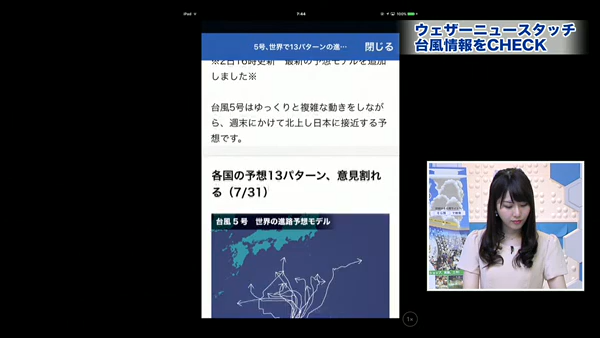 iPad
7:44
100%
ウェザーニュースタッチ
台風情報をCHECK
5号、世界で13パターンの進…
閉じる
※2日16時更新 最新の予想モデルを追加
しました※
台風5号はゆっくりと複雑な動きをしなが
ら、週末にかけて北上し日本に接近する予
想です。
各国の予想13パターン、意見割れ
る（7/31）
台風５号 世界の進路予想モデル
1×